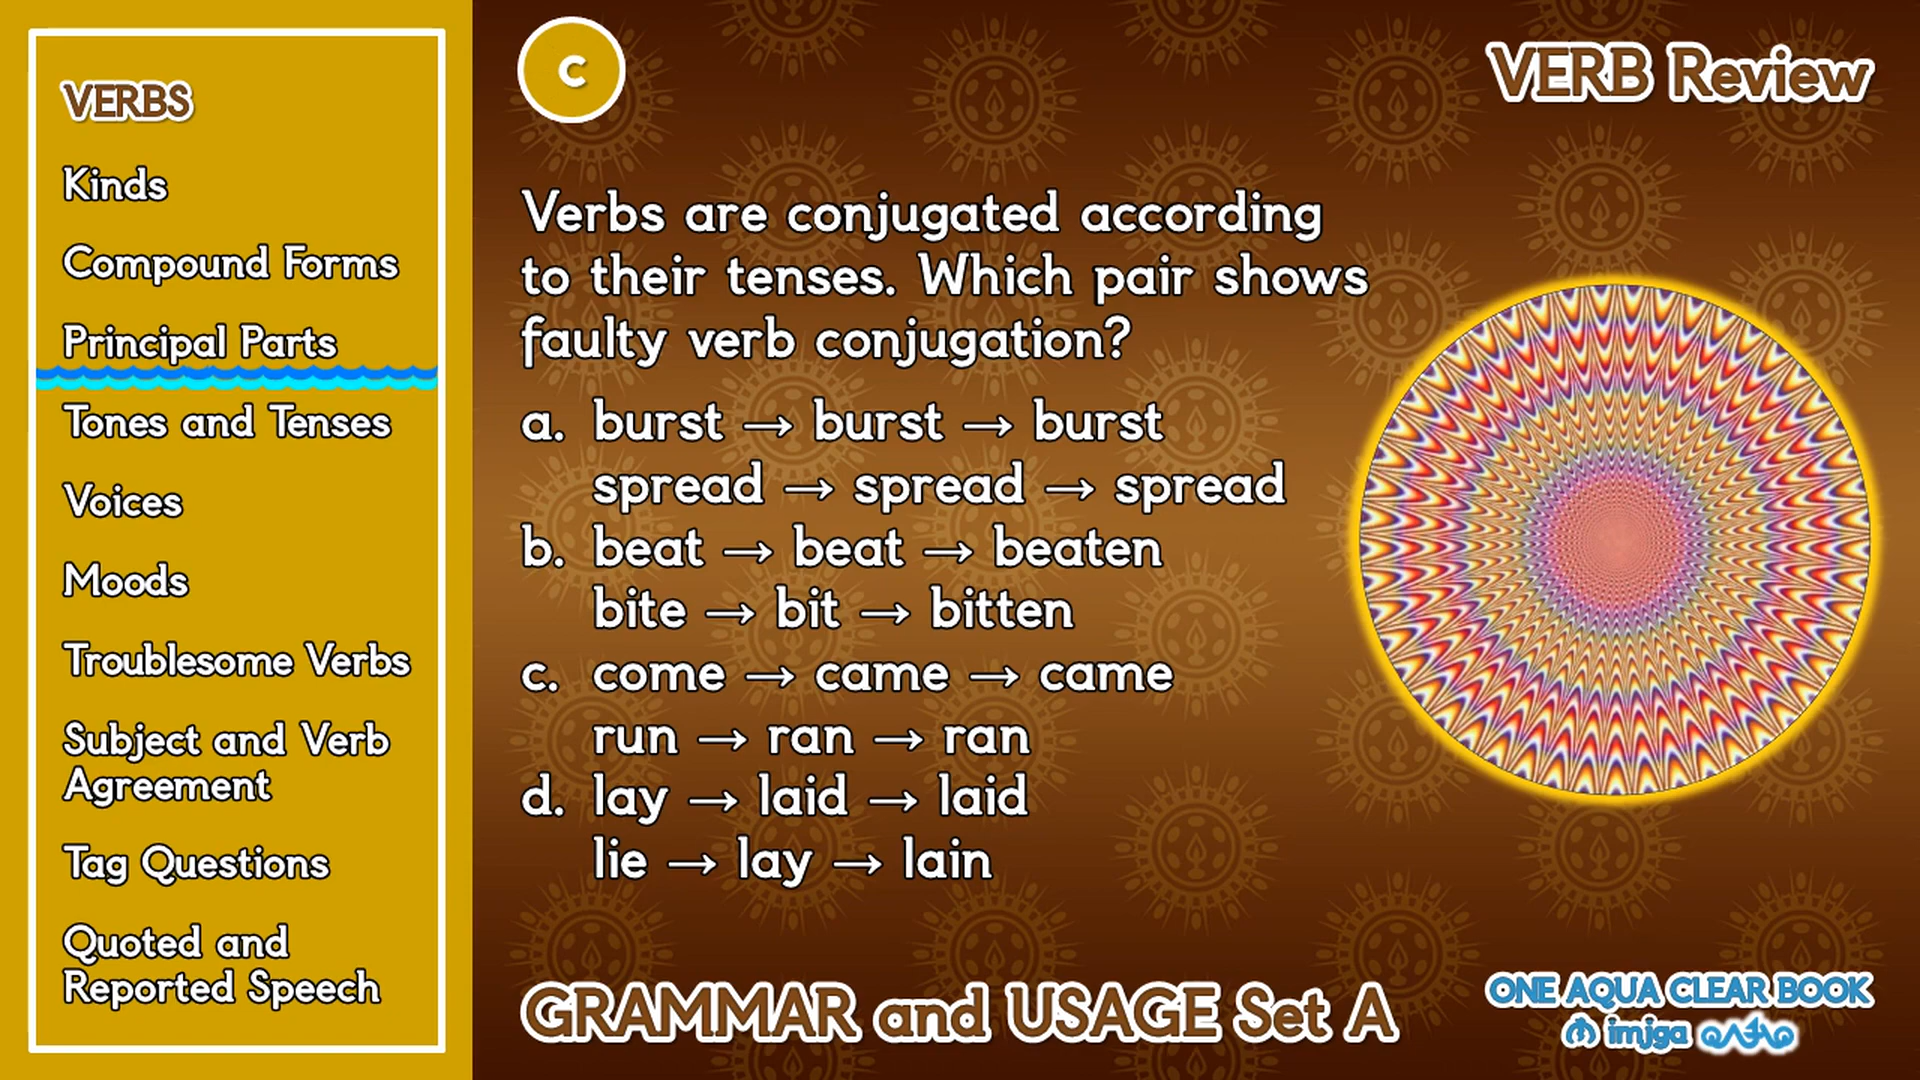 VERBS
Kinds
Compound Forms
Principal Parts
Tones and Tenses
Voices
Moods
Troublesome Verbs
Subject and Verb
Agreement
Tag Questions
Quoted and
Reported Speech
c
VERB Review
Verbs are conjugated according
to their tenses. Which pair shows
faulty verb conjugation?
a. burst → burst → burst
spread → spread → spread
b. beat → beat → beaten
bite → bit → bitten
c. come → came → came
run → ran → ran
d. lay → laid → laid
lie → lay → lain
GRAMMAR and USAGE Set A
ONE AQUA CLEAR BOOK
imjga